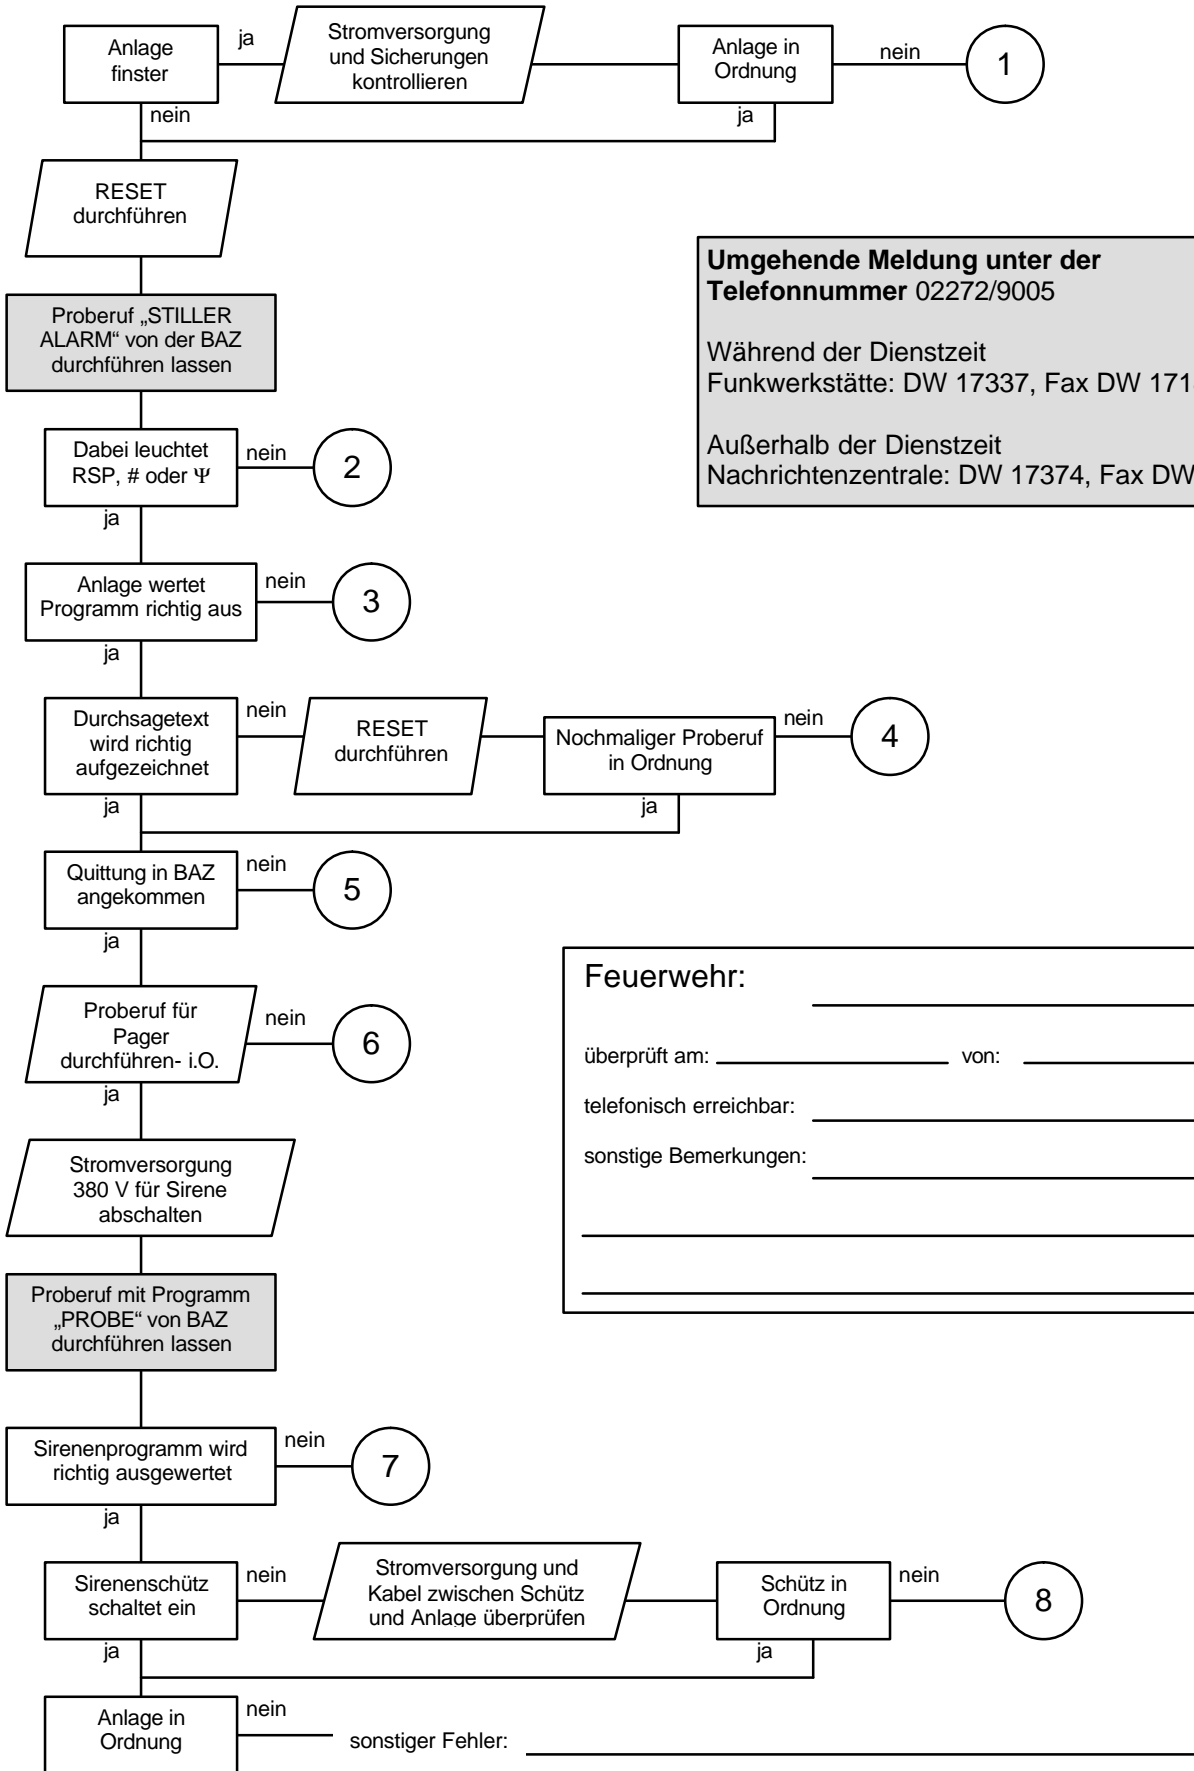 Anlage
finster
ja
Stromversorgung
und Sicherungen
kontrollieren
Anlage in
Ordnung
nein
1
nein
ja
RESET
durchführen
Umgehende Meldung unter der
Telefonnummer 02272/9005
Während der Dienstzeit
Funkwerkstätte: DW 17337, Fax DW 171
Außerhalb der Dienstzeit
Nachrichtenzentrale: DW 17374, Fax DW
Proberuf „STILLER
ALARM“ von der BAZ
durchführen lassen
Dabei leuchtet
RSP, # oder Ψ
nein
2
ja
Anlage wertet
Programm richtig aus
nein
3
ja
Durchsagetext
wird richtig
aufgezeichnet
nein
RESET
durchführen
Nochmaliger Proberuf
in Ordnung
nein
4
ja
ja
Quittung in BAZ
angekommen
nein
5
ja
Feuerwehr:
überprüft am:
von:
telefonisch erreichbar:
sonstige Bemerkungen:
Proberuf für
Pager
durchführen- i.O.
nein
6
ja
Stromversorgung
380 V für Sirene
abschalten
Proberuf mit Programm
„PROBE“ von BAZ
durchführen lassen
Sirenenprogramm wird
richtig ausgewertet
nein
7
ja
Sirenenschütz
schaltet ein
nein
Stromversorgung und
Kabel zwischen Schütz
und Anlage überprüfen
Schütz in
Ordnung
nein
8
ja
ja
Anlage in
Ordnung
nein
sonstiger Fehler: